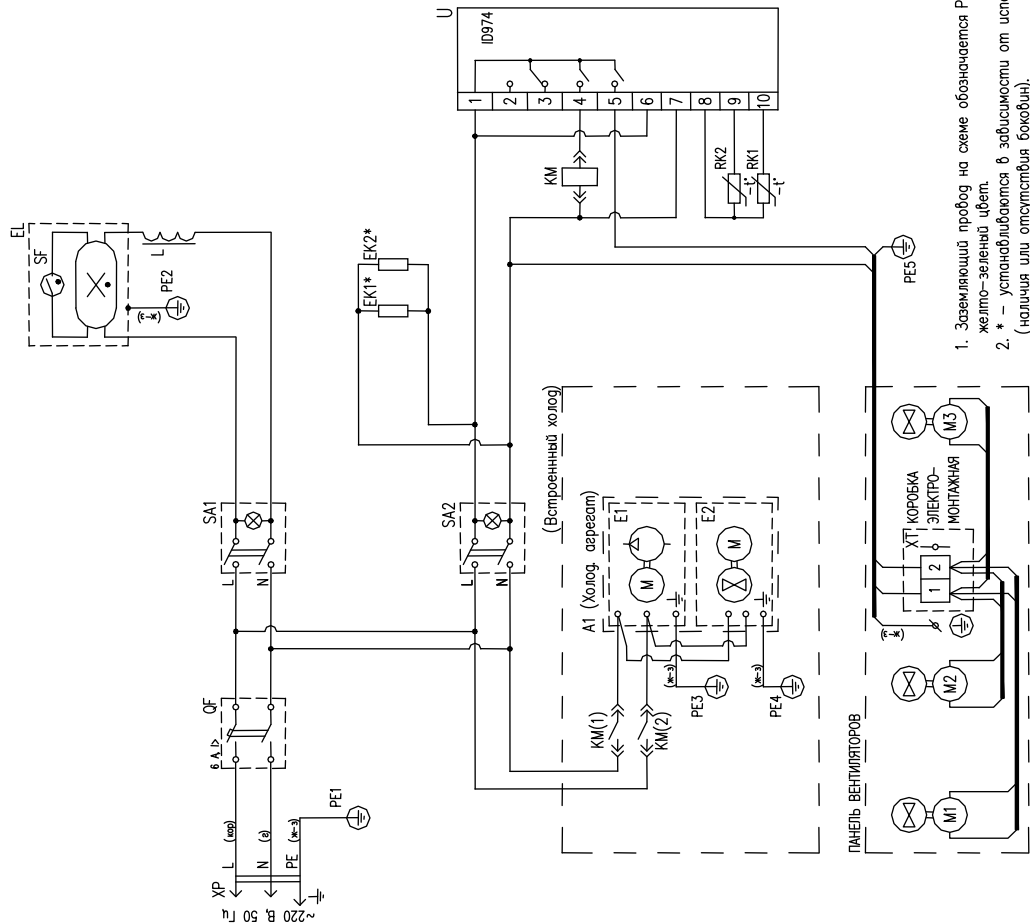 EL
SF
L
(ж-з)
PE2
SA1
L
N
QF
6 А I>
XP
L
(кор)
N
(г)
PE
(ж-з)
PE1
~220 В, 50 Гц
U
ID974
1
2
3
4
5
6
7
8
9
10
KM
RK2
-t°
RK1
-t°
EK2*
EK1*
SA2
L
N
PE5
(Встроеннный холод)
A1 (Холод. агрегат)
E1
M
E2
M
KM(1)
KM(2)
(ж-з)
PE3
(ж-з)
PE4
ПАНЕЛЬ ВЕНТИЛЯТОРОВ
M1
M2
M3
(ж-з)
XT
1
2
КОРОБКА
ЭЛЕКТРО-
МОНТАЖНАЯ
1. Заземляющий провод на схеме обозначается P
желто-зеленый цвет.
2. * - устанавливаются в зависимости от испо
(наличия или отсутствия боковин).